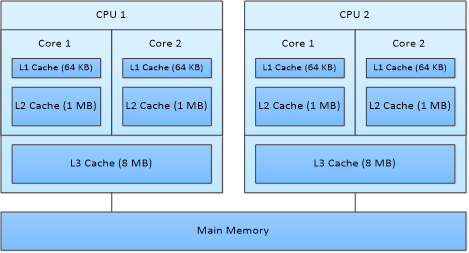 CPU 1
CPU 2
Core 1
Core 2
Core 1
Core 2
L1 Cache (64 KB)
L1 Cache (64 KB)
L1 Cache (64 KB)
L1 Cache (64 KB)
L2 Cache (1 MB)
L2 Cache (1 MB)
L2 Cache (1 MB)
L2 Cache (1 MB)
L3 Cache (8 MB)
L3 Cache (8 MB)
Main Memory